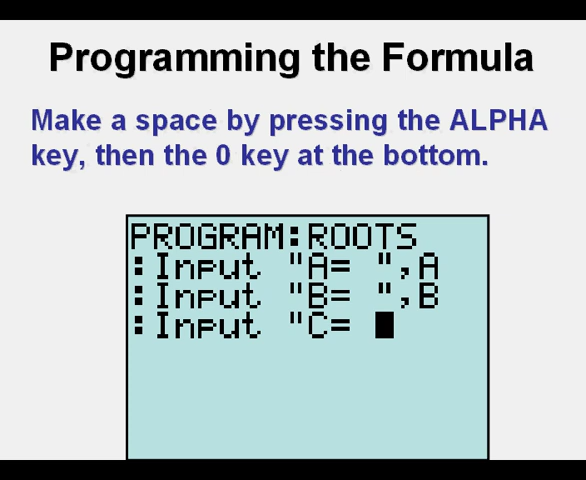 Programming the Formula
Make a space by pressing the ALPHA
key, then the 0 key at the bottom.
PROGRAM:ROOTS
:Input "A= ",A
:Input "B= ",B
:Input "C=